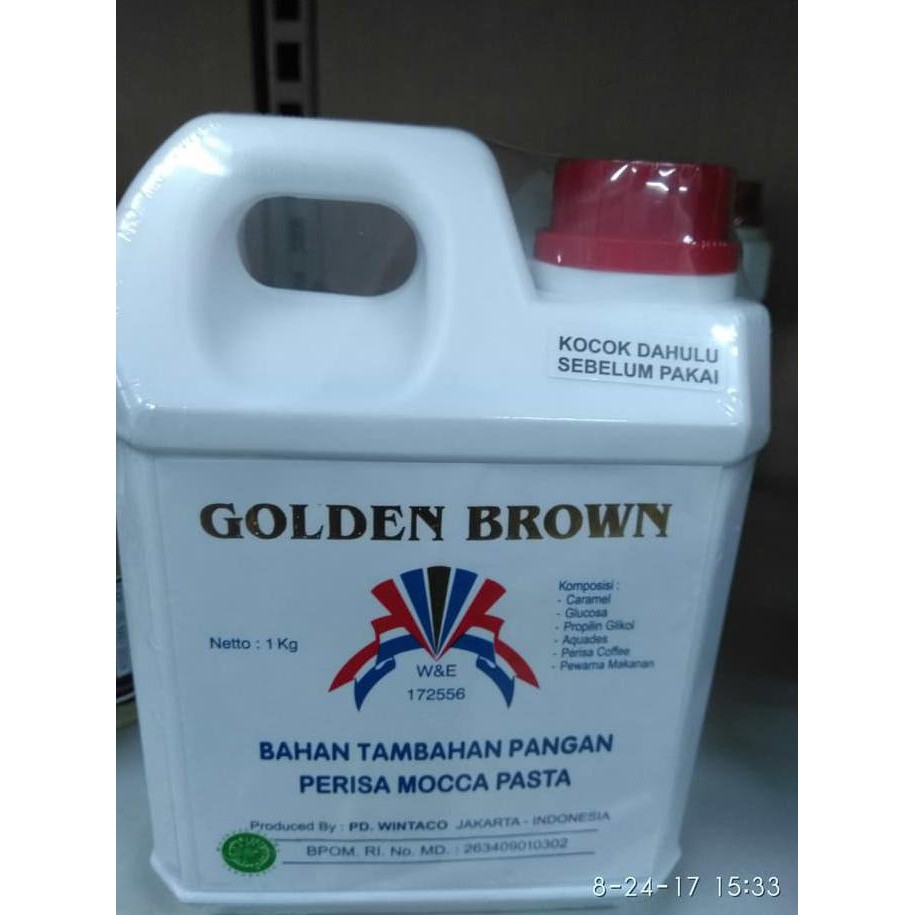 KOCOK DAHULU
SEBELUM PAKAI
GOLDEN BROWN
Netto : 1 Kg
W&E
172556
Komposisi :
- Caramel
- Glucosa
- Propilin Glikol
- Aquades
- Perisa Coffee
- Pewarna Makanan
BAHAN TAMBAHAN PANGAN
PERISA MOCCA PASTA
Produced By : PD. WINTACO JAKARTA - INDONESIA
BPOM. RI. No. MD. : 263409010302
8-24-17 15:33